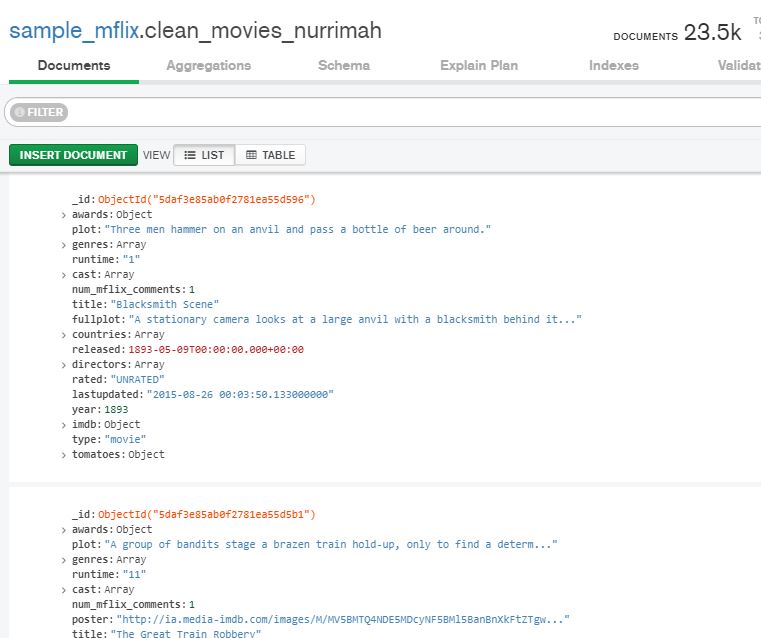 sample_mflix.clean_movies_nurrimah
DOCUMENTS 23.5k
Documents Aggregations Schema Explain Plan Indexes Validat
FILTER
INSERT DOCUMENT VIEW LIST TABLE
_id: ObjectId("5daf3e85ab0f2781ea55d596")
awards: Object
plot: "Three men hammer on an anvil and pass a bottle of beer around."
genres: Array
runtime: "1"
cast: Array
num_mflix_comments: 1
title: "Blacksmith Scene"
fullplot: "A stationary camera looks at a large anvil with a blacksmith behind it..."
countries: Array
released: 1893-05-09T00:00:00.000+00:00
directors: Array
rated: "UNRATED"
lastupdated: "2015-08-26 00:03:50.133000000"
year: 1893
imdb: Object
type: "movie"
tomatoes: Object
_id: ObjectId("5daf3e85ab0f2781ea55d5b1")
awards: Object
plot: "A group of bandits stage a brazen train hold-up, only to find a determ..."
genres: Array
runtime: "11"
cast: Array
num_mflix_comments: 1
poster: "http://ia.media-imdb.com/images/M/MV5BMTQ4NDE5MDcyNF5BMl5BanBnXkFtZTgw..."
title: "The Great Train Robbery"